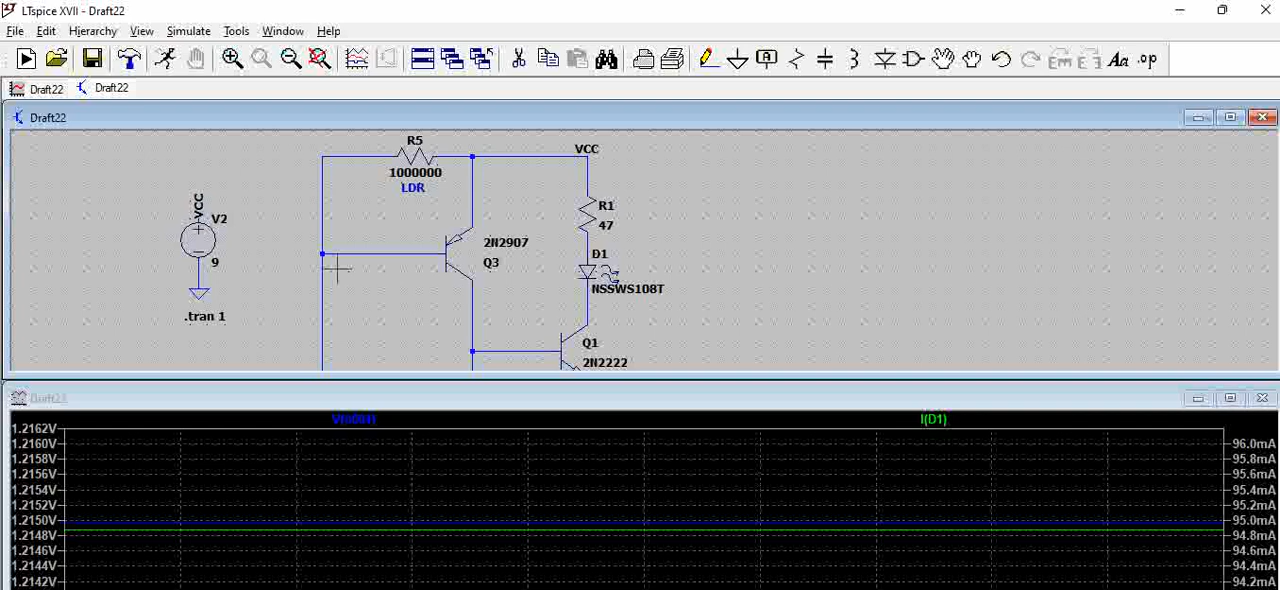 LTspice XVII - Draft22
File Edit Hierarchy View Simulate Tools Window Help
Aa .op
Draft22 Draft22
Draft22
R5
1000000
LDR
VCC
VCC
V2
9
.tran 1
2N2907
Q3
R1
47
D1
NSSWS108T
Q1
2N2222
I(D1)
1.2162V
1.2160V 96.0mA
1.2158V 95.8mA
1.2156V 95.6mA
1.2154V 95.4mA
1.2152V 95.2mA
1.2150V 95.0mA
1.2148V 94.8mA
1.2146V 94.6mA
1.2144V 94.4mA
1.2142V 94.2mA